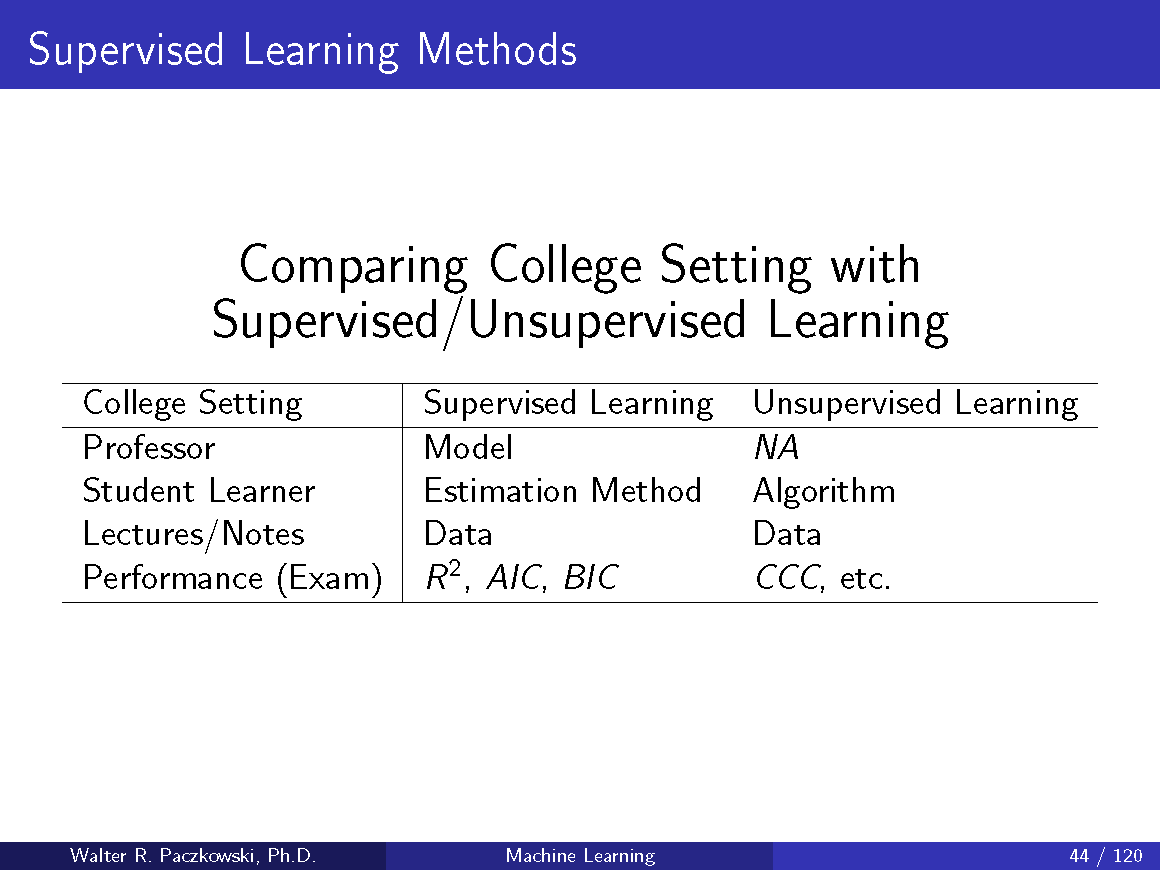 Supervised Learning Methods
Comparing College Setting with
Supervised/Unsupervised Learning
College Setting Supervised Learning Unsupervised Learning
Professor Model NA
Student Learner Estimation Method Algorithm
Lectures/Notes Data Data
Performance (Exam) R², AIC, BIC CCC, etc.
Walter R. Paczkowski, Ph.D. Machine Learning 44 / 120